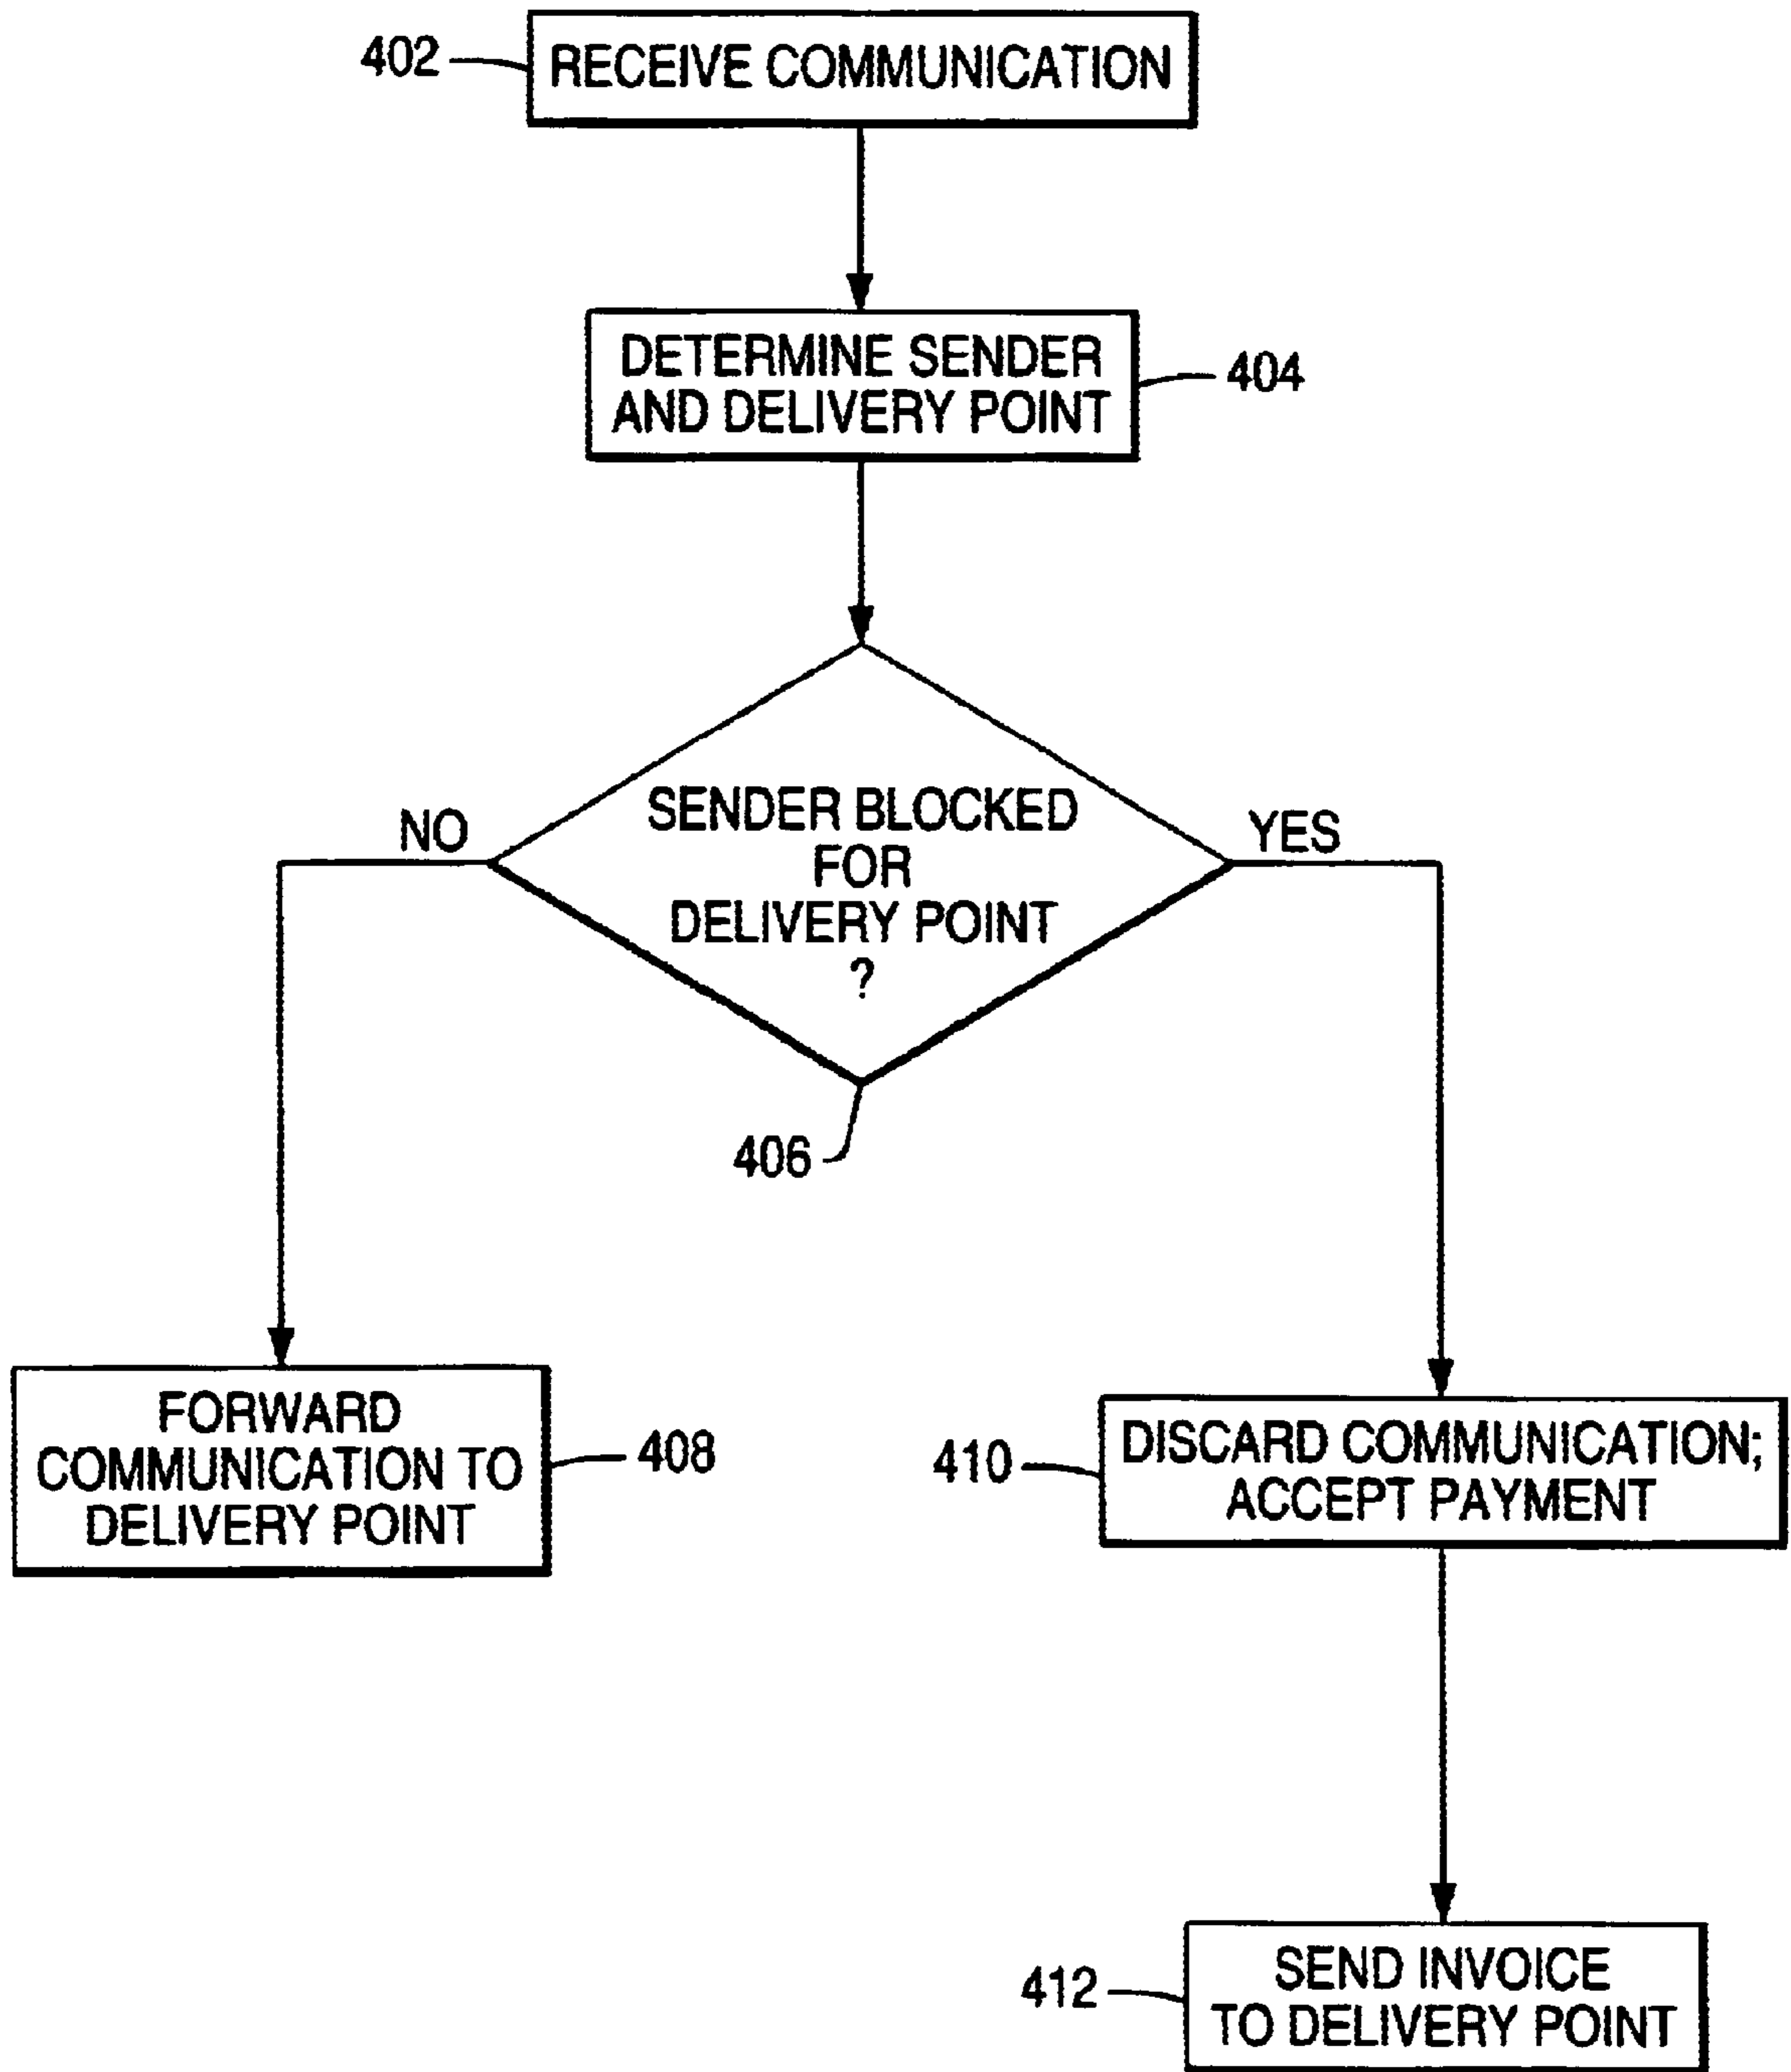 402
RECEIVE COMMUNICATION
DETERMINE SENDER
AND DELIVERY POINT
404
NO
SENDER BLOCKED
FOR
DELIVERY POINT
?
YES
406
FORWARD
COMMUNICATION TO
DELIVERY POINT
408
410
DISCARD COMMUNICATION;
ACCEPT PAYMENT
412
SEND INVOICE
TO DELIVERY POINT